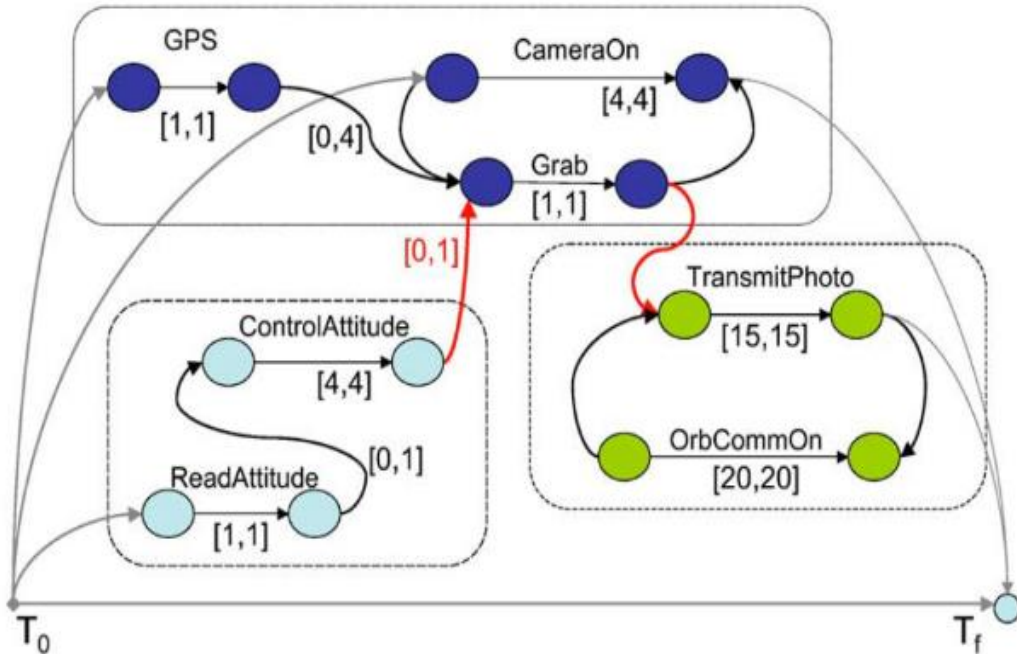 GPS
CameraOn
[1,1]
[0,4]
[4,4]
Grab
[1,1]
[0,1]
TransmitPhoto
[15,15]
ControlAttitude
[4,4]
OrbCommOn
[20,20]
[0,1]
ReadAttitude
[1,1]
T0
Tf